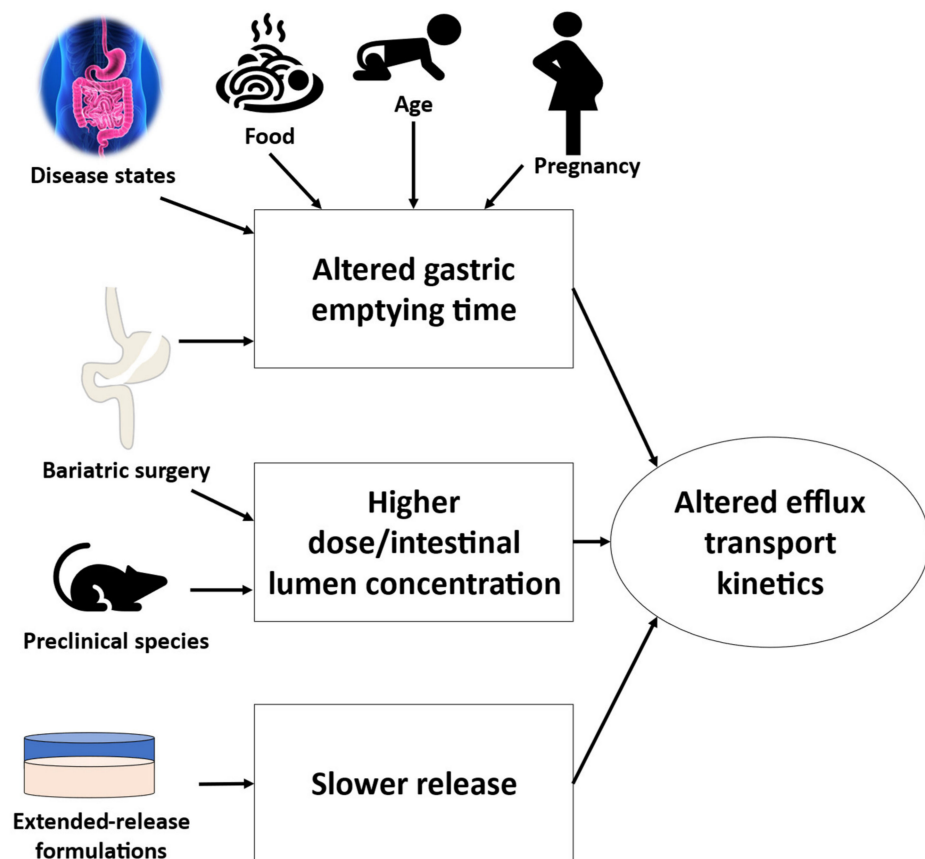 Food
Age
Pregnancy
Disease states
Altered gastric
emptying time
Bariatric surgery
Higher
dose/intestinal
lumen concentration
Altered efflux
transport
kinetics
Preclinical species
Slower release
Extended-release
formulations